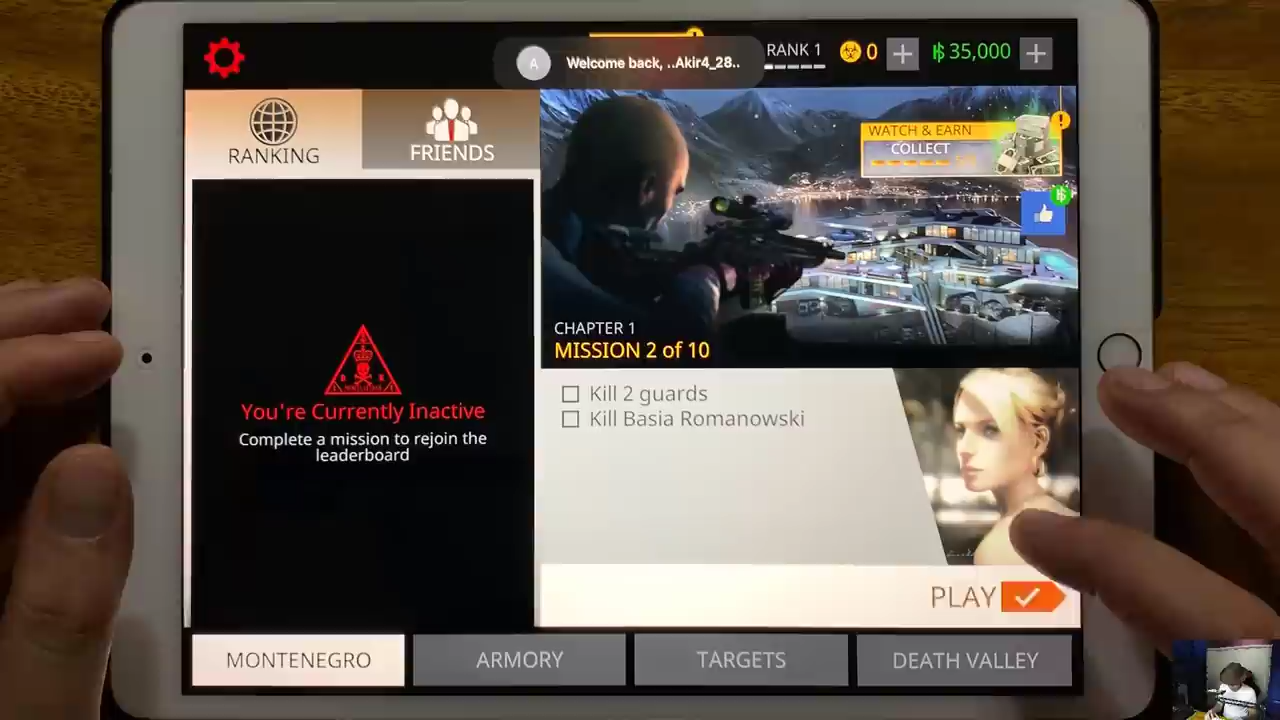 A
Welcome back, ..Akir4_28..
RANK 1
0
35,000
RANKING
FRIENDS
WATCH & EARN
COLLECT
CHAPTER 1
MISSION 2 of 10
Kill 2 guards
Kill Basia Romanowski
You're Currently Inactive
Complete a mission to rejoin the
leaderboard
PLAY
MONTENEGRO
ARMORY
TARGETS
DEATH VALLEY